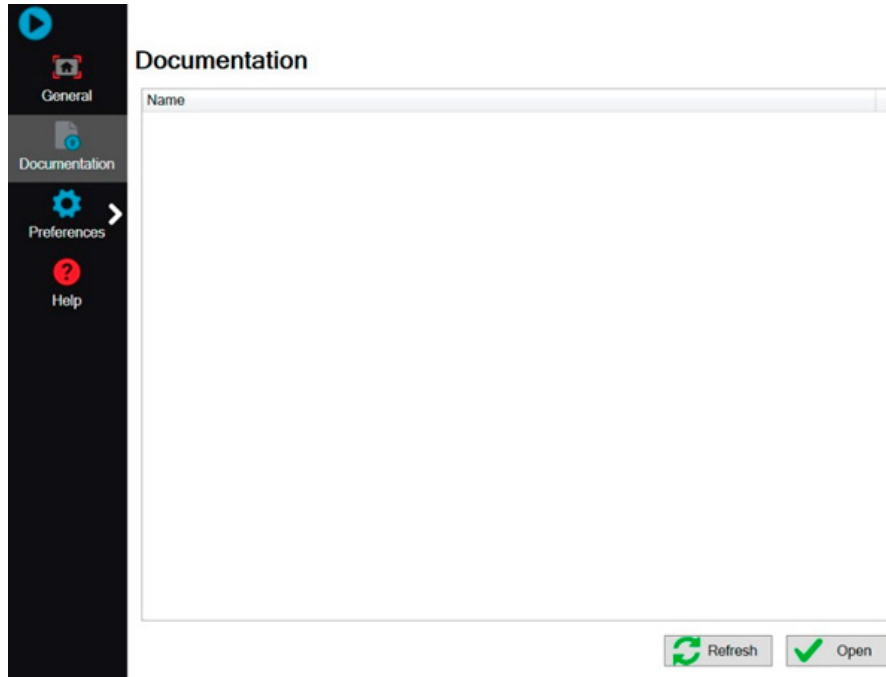 General
Documentation
Preferences
Help
Documentation
Name
Refresh
Open